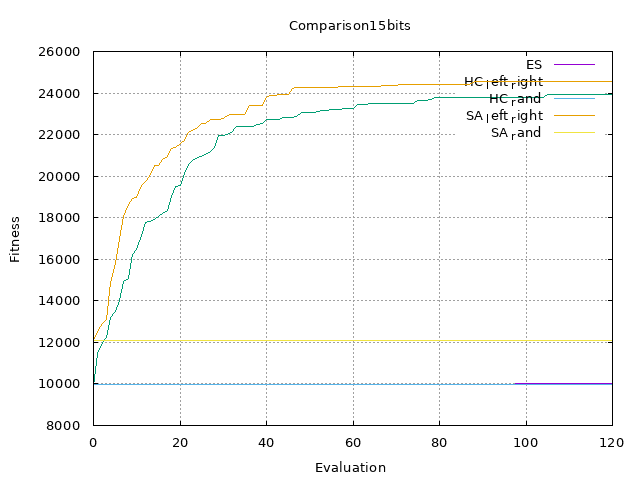 Comparison15bits
26000
24000
22000
20000
18000
16000
14000
12000
10000
8000
Fitness
0 20 40 60 80 100 120
Evaluation
ES
HC_left_right
HC_rand
SA_left_right
SA_rand